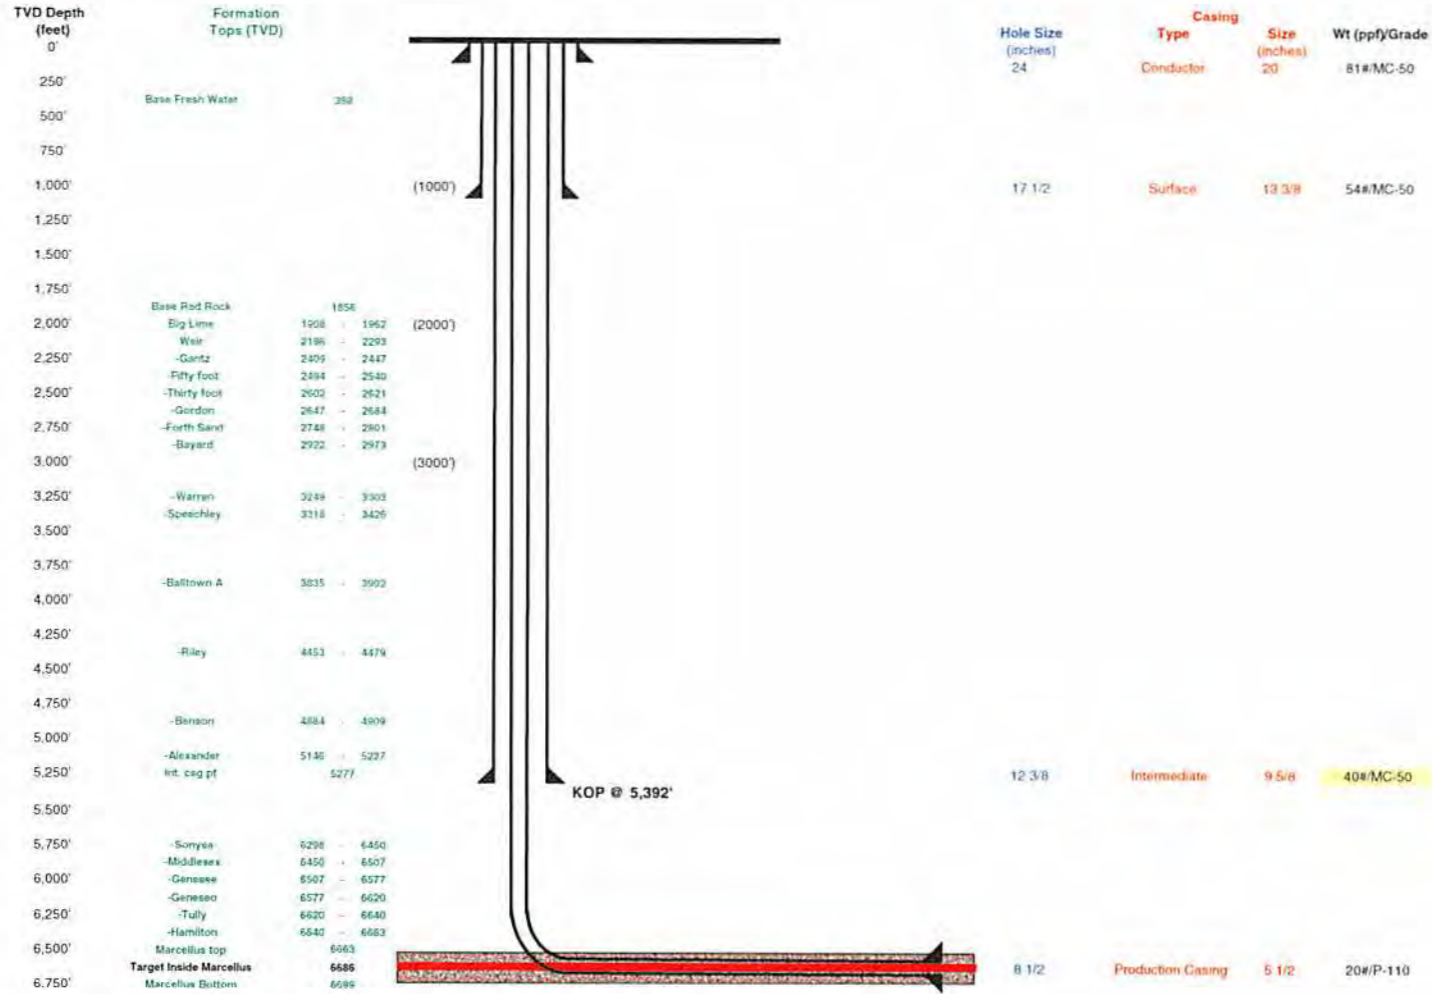 TVD Depth (feet)
Formation Tops (TVD)
Casing
Hole Size (inches)
Type
Size (inches)
Wt (ppf)/Grade
0'
24 Conductor 20 81#/MC-50
250'
Base Fresh Water
500'
750'
1,000' (1000') 17 1/2 Surface 13 3/8 54#/MC-50
1,250'
1,500'
1,750'
Base Red Rock 1856
2,000' Big Lime 1908 - 1962 (2000')
Weir 2196 - 2293
2,250' -Gantz 2409 - 2447
-Fifty foot 2494 - 2540
2,500' -Thirty foot 2602 - 2621
-Gordon 2647 - 2684
2,750' -Forth Sand 2748 - 2801
-Bayard 2922 - 2973
3,000' (3000')
3,250' -Warren 3249 - 3303
-Speechley 3318 - 3426
3,500'
3,750'
-Balltown A 3835 - 3902
4,000'
4,250'
-Riley 4453 - 4479
4,500'
4,750'
-Benson 4884 - 4909
5,000'
-Alexander 5146 - 5227
5,250' Int. csg pt 5277 12 3/8 Intermediate 9 5/8 40#/MC-50
KOP @ 5,392'
5,500'
5,750' -Sonyea 6298 - 6450
-Middlesex 6450 - 6507
6,000' -Genesee 6507 - 6577
-Geneseo 6577 - 6620
6,250' -Tully 6620 - 6640
-Hamilton 6640 - 6663
6,500' Marcellus top 6663
Target Inside Marcellus 6686 8 1/2 Production Casing 5 1/2 20#/P-110
6,750' Marcellus Bottom 6699